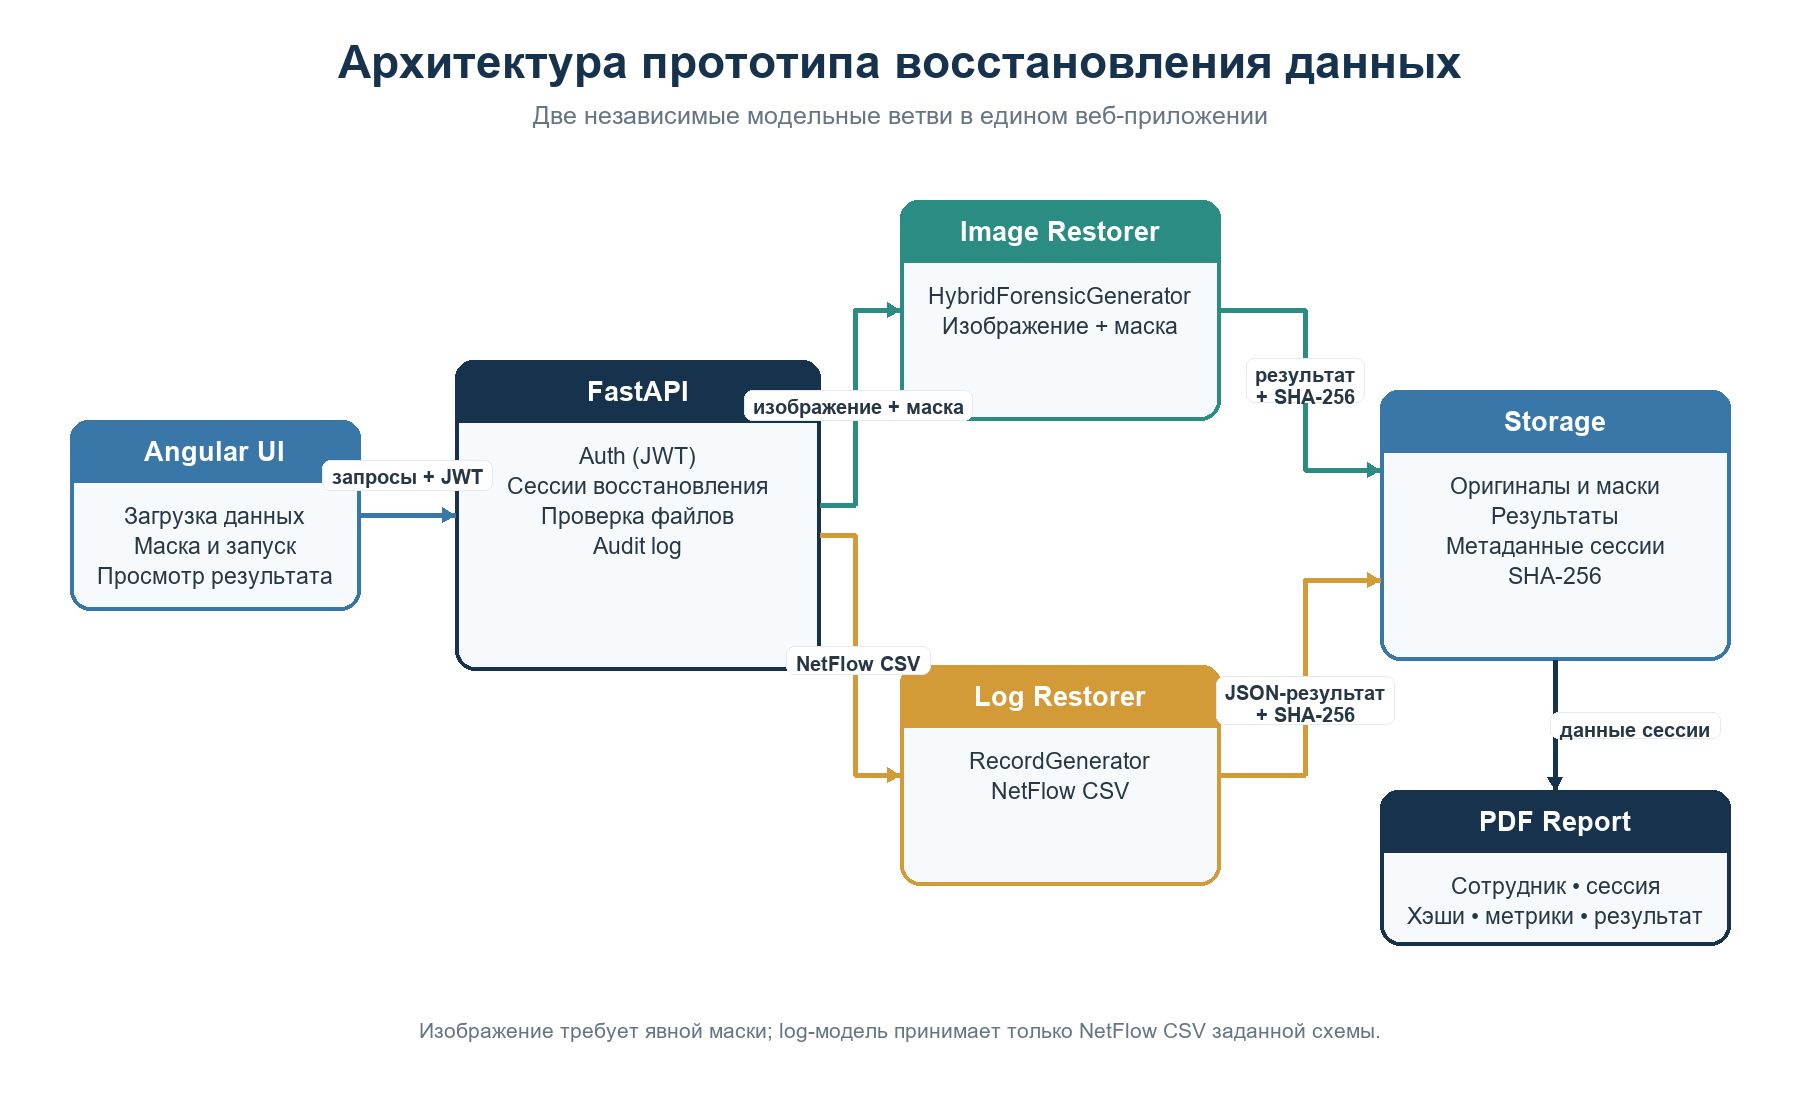 Архитектура прототипа восстановления данных
Две независимые модельные ветви в едином веб-приложении
Angular UI
Загрузка данных
Маска и запуск
Просмотр результата
запросы + JWT
FastAPI
Auth (JWT)
Сессии восстановления
Проверка файлов
Audit log
изображение + маска
NetFlow CSV
Image Restorer
HybridForensicGenerator
Изображение + маска
Log Restorer
RecordGenerator
NetFlow CSV
результат
+ SHA-256
JSON-результат
+ SHA-256
Storage
Оригиналы и маски
Результаты
Метаданные сессии
SHA-256
данные сессии
PDF Report
Сотрудник • сессия
Хэши • метрики • результат
Изображение требует явной маски; log-модель принимает только NetFlow CSV заданной схемы.